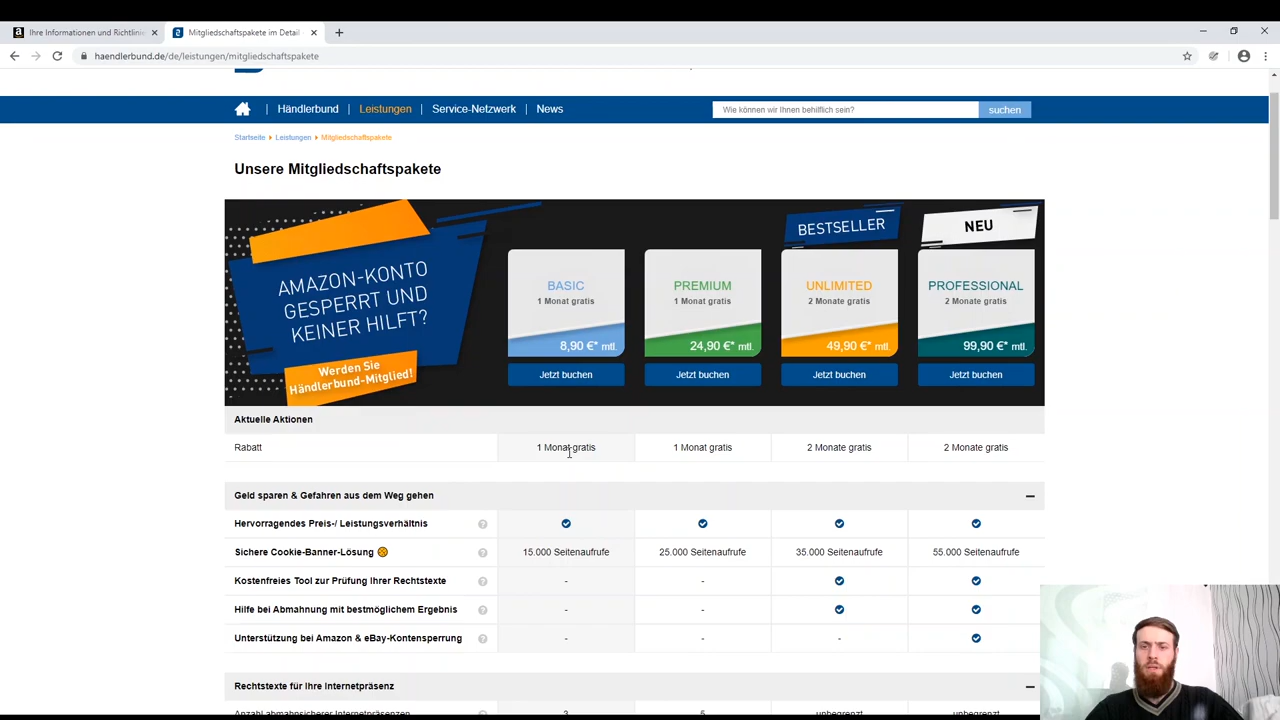 Ihre Informationen und Richtlinie
Mitgliedschaftspakete im Detail
haendlerbund.de/de/leistungen/mitgliedschaftspakete
Händlerbund Leistungen Service-Netzwerk News Wie können wir Ihnen behilflich sein? suchen
Startseite Leistungen Mitgliedschaftspakete
Unsere Mitgliedschaftspakete
AMAZON-KONTO
GESPERRT UND
KEINER HILFT?
Werden Sie
Händlerbund-Mitglied!
BASIC
1 Monat gratis
8,90 €* mtl.
Jetzt buchen
PREMIUM
1 Monat gratis
24,90 €* mtl.
Jetzt buchen
BESTSELLER
UNLIMITED
2 Monate gratis
49,90 €* mtl.
Jetzt buchen
NEU
PROFESSIONAL
2 Monate gratis
99,90 €* mtl.
Jetzt buchen
Aktuelle Aktionen
Rabatt 1 Monat gratis 1 Monat gratis 2 Monate gratis 2 Monate gratis
Geld sparen & Gefahren aus dem Weg gehen
Hervorragendes Preis-/ Leistungsverhältnis ?
Sichere Cookie-Banner-Lösung ? 15.000 Seitenaufrufe 25.000 Seitenaufrufe 35.000 Seitenaufrufe 55.000 Seitenaufrufe
Kostenfreies Tool zur Prüfung Ihrer Rechtstexte ? - -
Hilfe bei Abmahnung mit bestmöglichem Ergebnis ? - -
Unterstützung bei Amazon & eBay-Kontensperrung ? - - -
Rechtstexte für Ihre Internetpräsenz
Anzahl abmahnsicherer Internetpräsenzen 3 5 unbegrenzt unbegrenzt